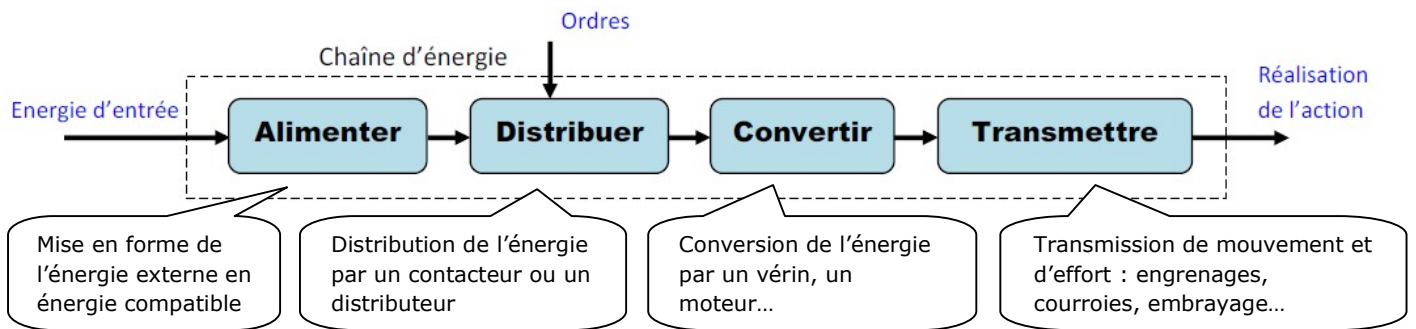 Ordres
Chaîne d’énergie
Energie d’entrée
Alimenter
Distribuer
Convertir
Transmettre
Réalisation
de l’action
Mise en forme de
l’énergie externe en
énergie compatible
Distribution de l’énergie
par un contacteur ou un
distributeur
Conversion de l’énergie
par un vérin, un
moteur…
Transmission de mouvement et
d’effort : engrenages,
courroies, embrayage…